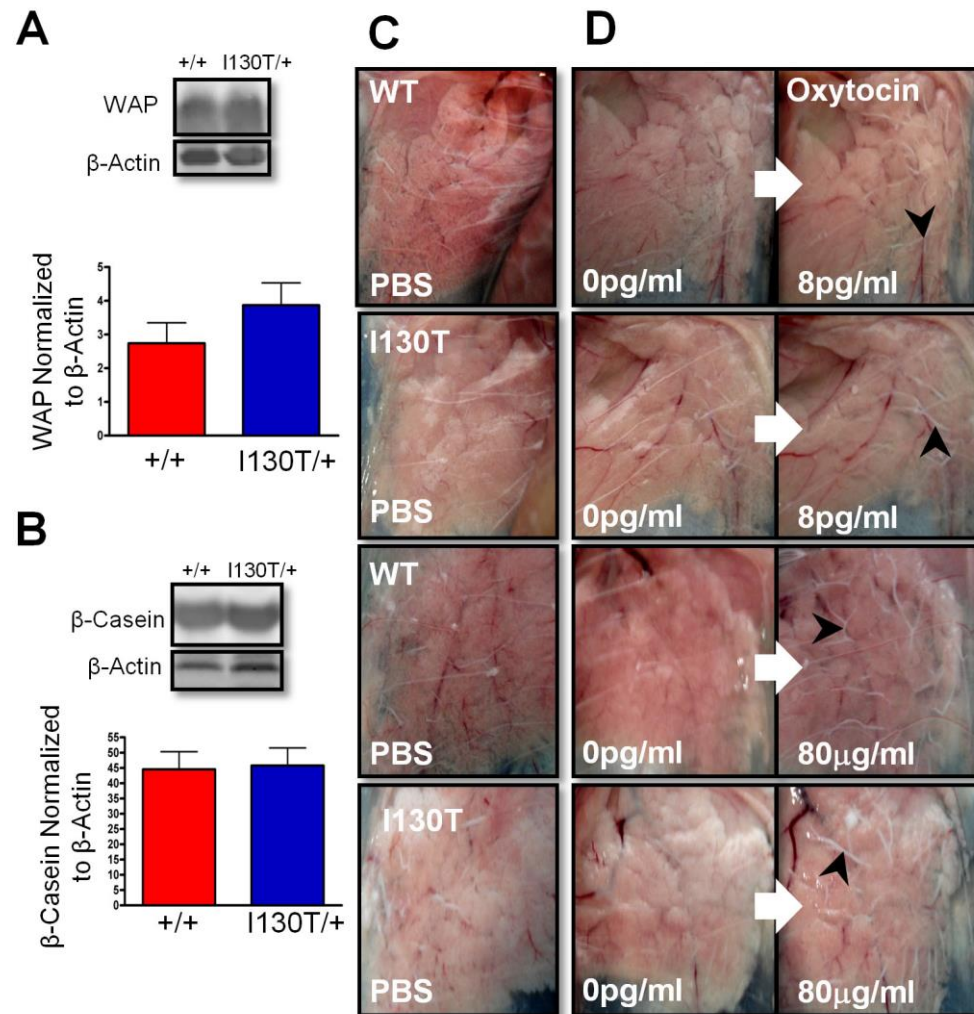 A
+/+ I130T/+
WAP
β-Actin
WAP Normalized
to β-Actin
5
4
3
2
1
0
+/+ I130T/+
B
+/+ I130T/+
β-Casein
β-Actin
β-Casein Normalized
to β-Actin
55
50
45
40
35
30
25
20
15
10
5
0
+/+ I130T/+
C
WT
PBS
I130T
PBS
WT
PBS
I130T
PBS
D
Oxytocin
0pg/ml 8pg/ml
0pg/ml 8pg/ml
0pg/ml 80µg/ml
0pg/ml 80µg/ml